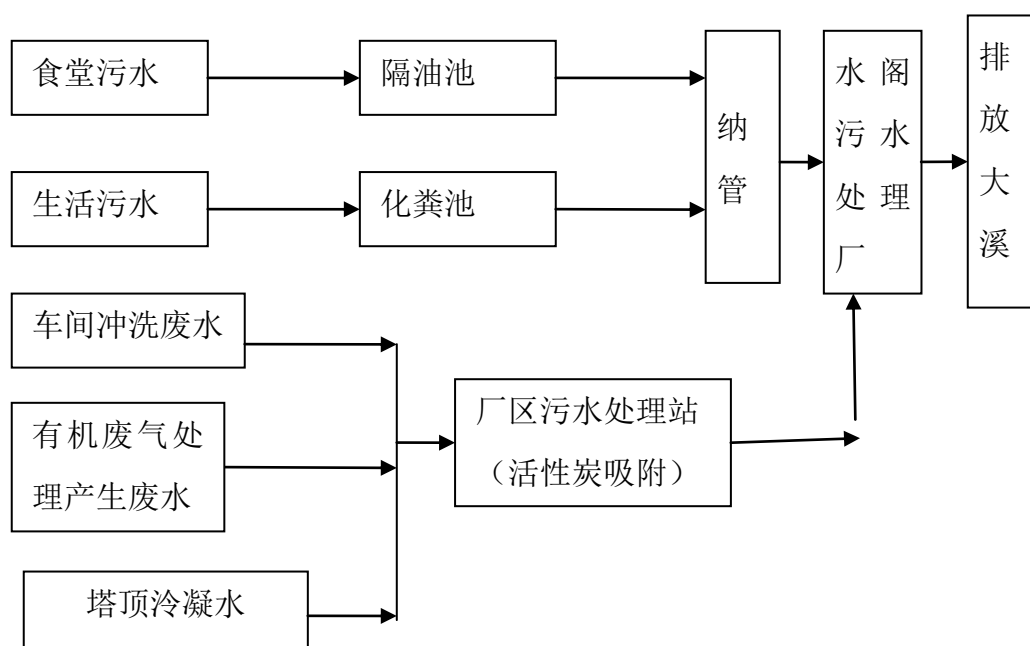 食堂污水
隔油池
生活污水
化粪池
纳
管
水阁
污水
处理
厂
排
放
大
溪
车间冲洗废水
有机废气处
理产生废水
塔顶冷凝水
厂区污水处理站
（活性炭吸附）